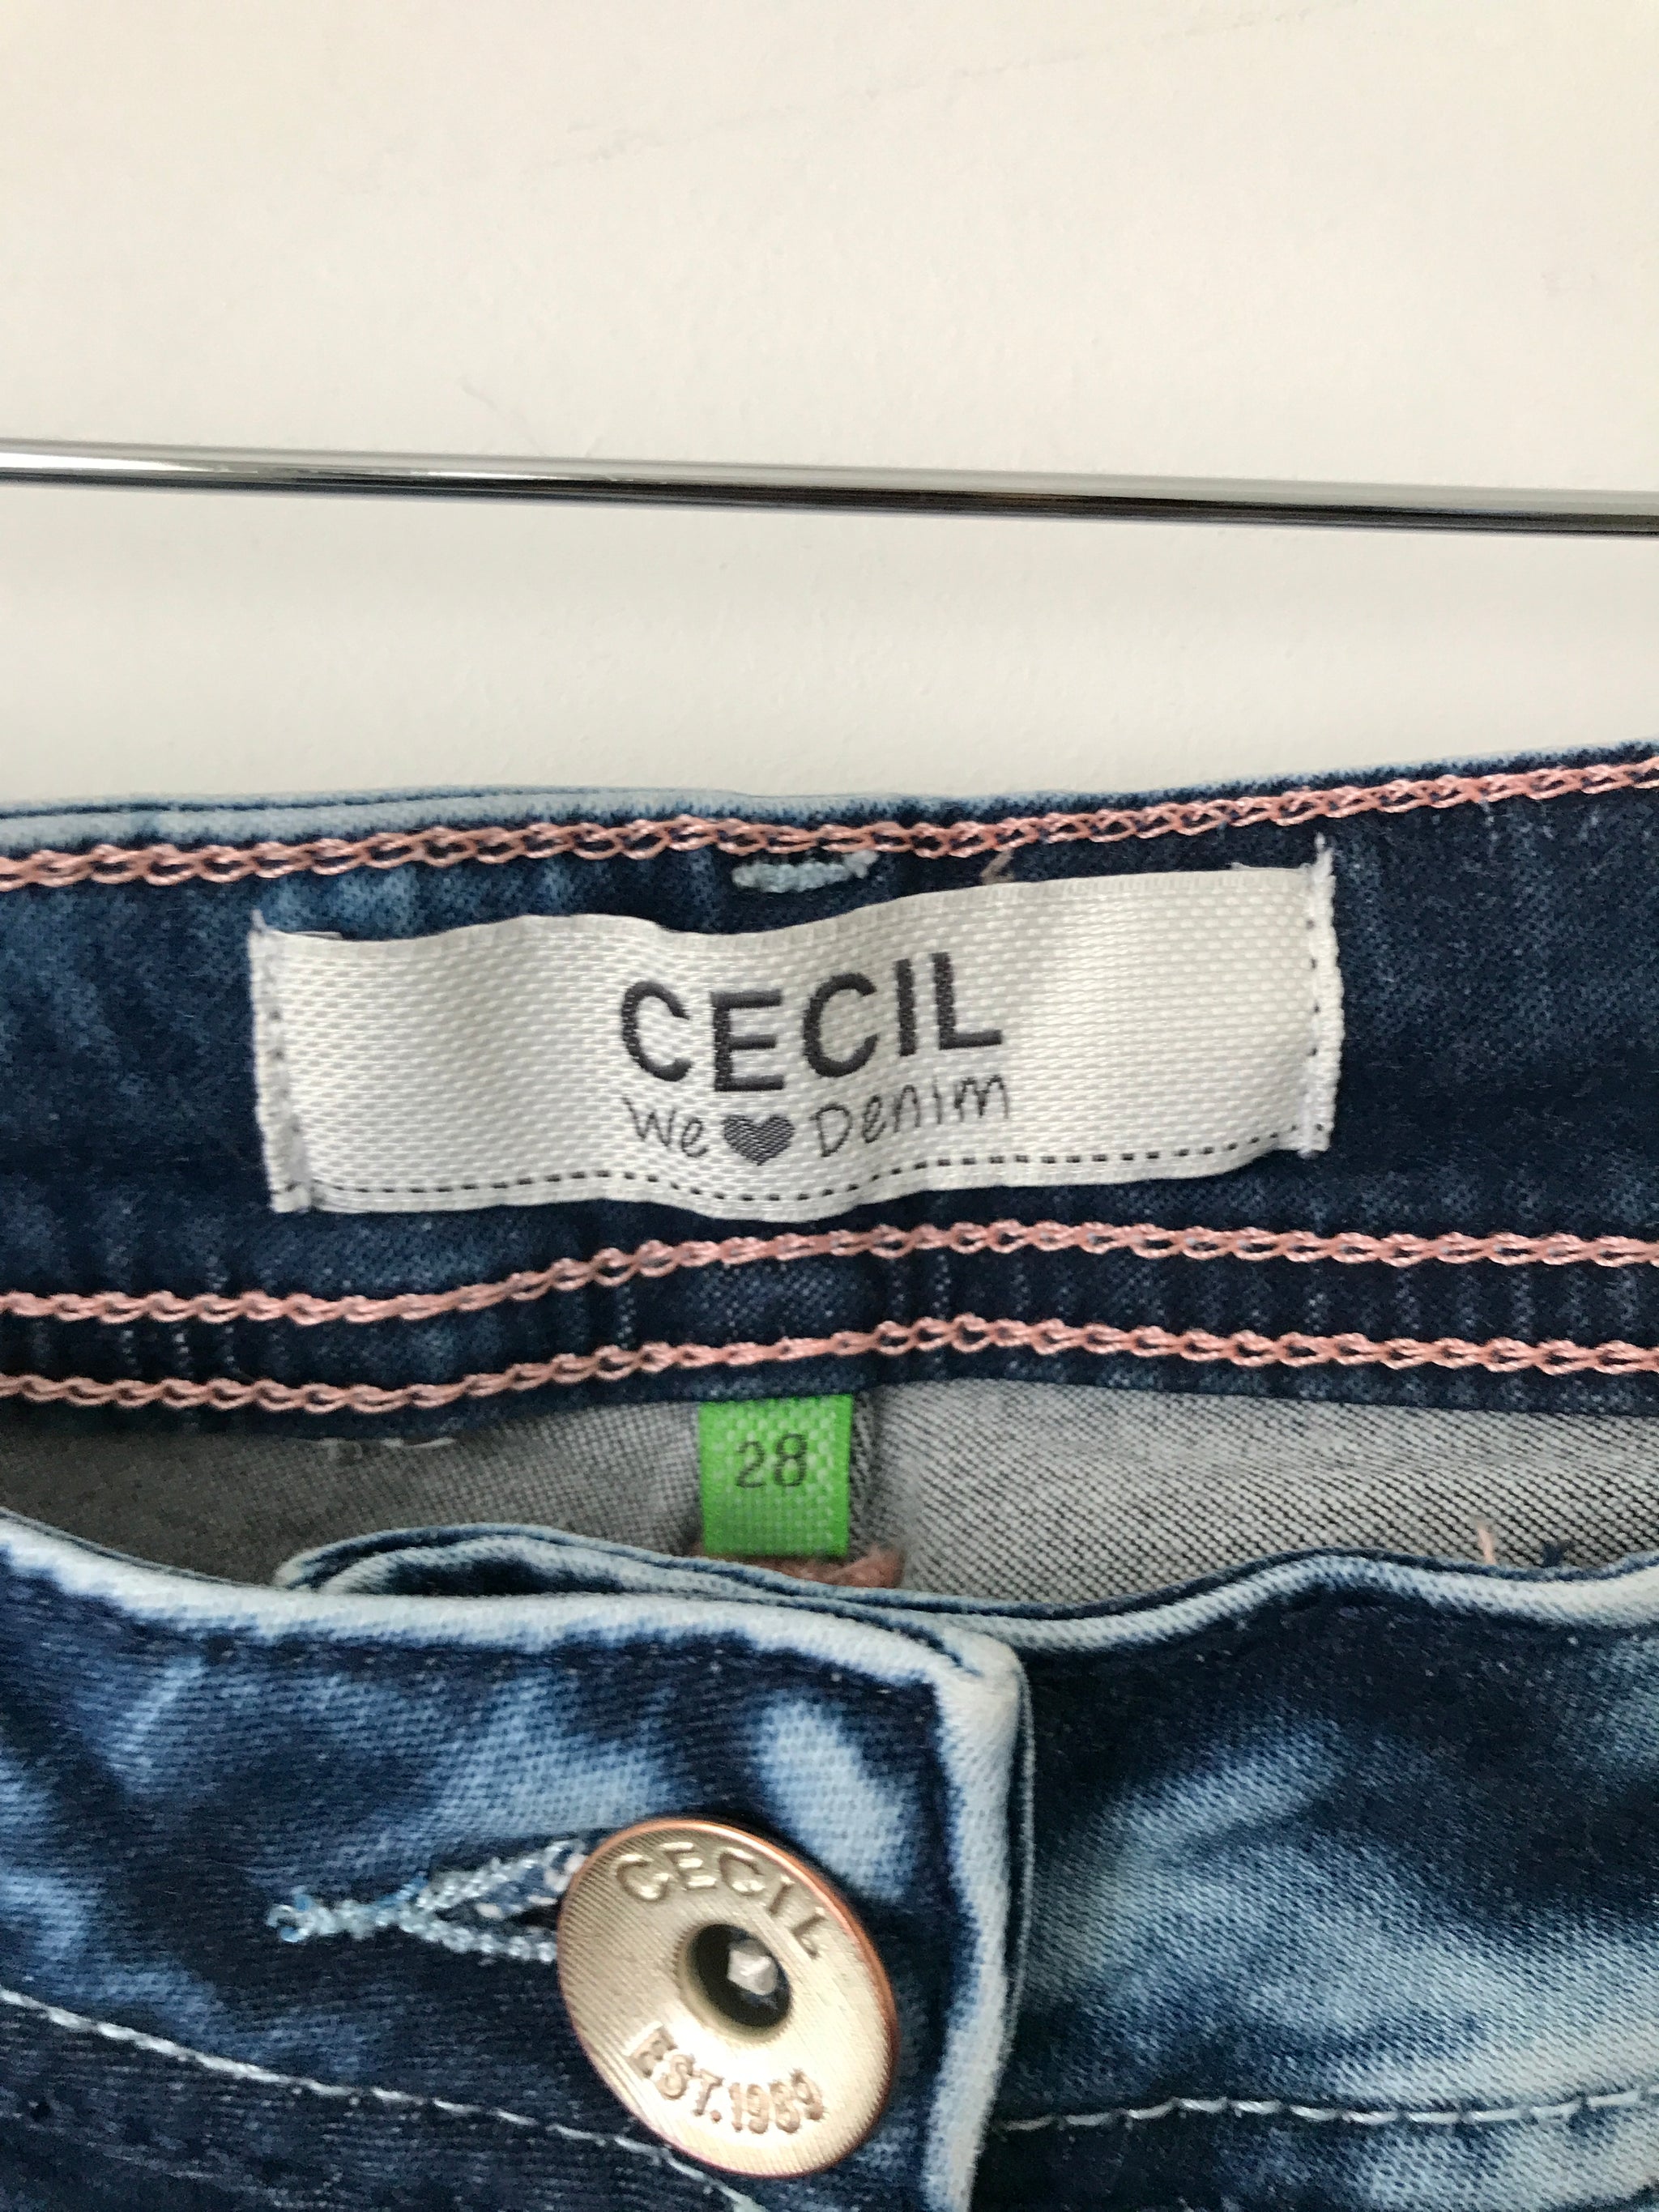 CECIL
We ♥ Denim
28
CECIL
EST.1989